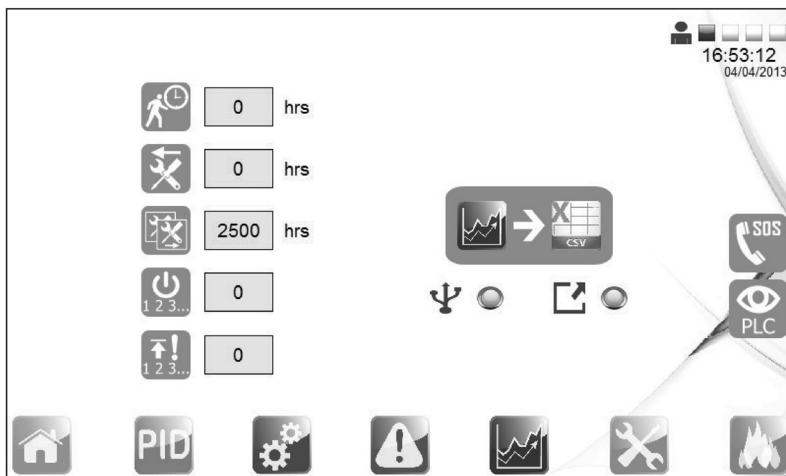 16:53:12
04/04/2013
0 hrs
0 hrs
2500 hrs
1 2 3... 0
1 2 3... 0
X
CSV
SOS
PLC
PID